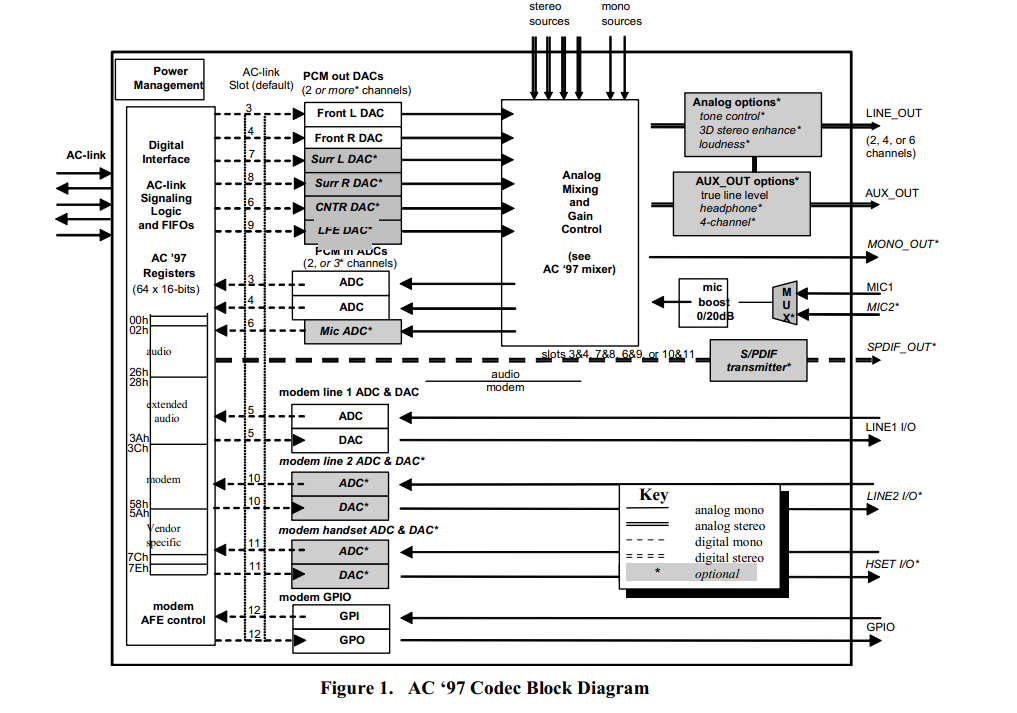 stereo
sources
mono
sources
Power
Management
AC-link
Slot (default)
PCM out DACs
(2 or more* channels)
3
Front L DAC
4
Front R DAC
7
Surr L DAC*
8
Surr R DAC*
6
CNTR DAC*
9
LFE DAC*
AC-link
Digital
Interface
AC-link
Signaling
Logic
and FIFOs
AC '97
Registers
(64 x 16-bits)
Analog
Mixing
and
Gain
Control
(see
AC '97 mixer)
Analog options*
tone control*
3D stereo enhance*
loudness*
LINE_OUT
(2, 4, or 6
channels)
AUX_OUT options*
true line level
headphone*
4-channel*
AUX_OUT
MONO_OUT*
PCM in ADCs
(2, or 3* channels)
3
ADC
4
ADC
6
Mic ADC*
mic
boost
0/20dB
M
U
X*
MIC1
MIC2*
slots 3&4, 7&8, 6&9, or 10&11
S/PDIF
transmitter*
SPDIF_OUT*
audio
modem
00h
02h
audio
26h
28h
extended
audio
3Ah
3Ch
modem
58h
5Ah
Vendor
specific
7Ch
7Eh
modem
AFE control
modem line 1 ADC & DAC
5
ADC
5
DAC
LINE1 I/O
modem line 2 ADC & DAC*
10
ADC*
10
DAC*
LINE2 I/O*
modem handset ADC & DAC*
11
ADC*
11
DAC*
HSET I/O*
modem GPIO
12
GPI
12
GPO
GPIO
Key
analog mono
analog stereo
digital mono
digital stereo
* optional
Figure 1. AC '97 Codec Block Diagram